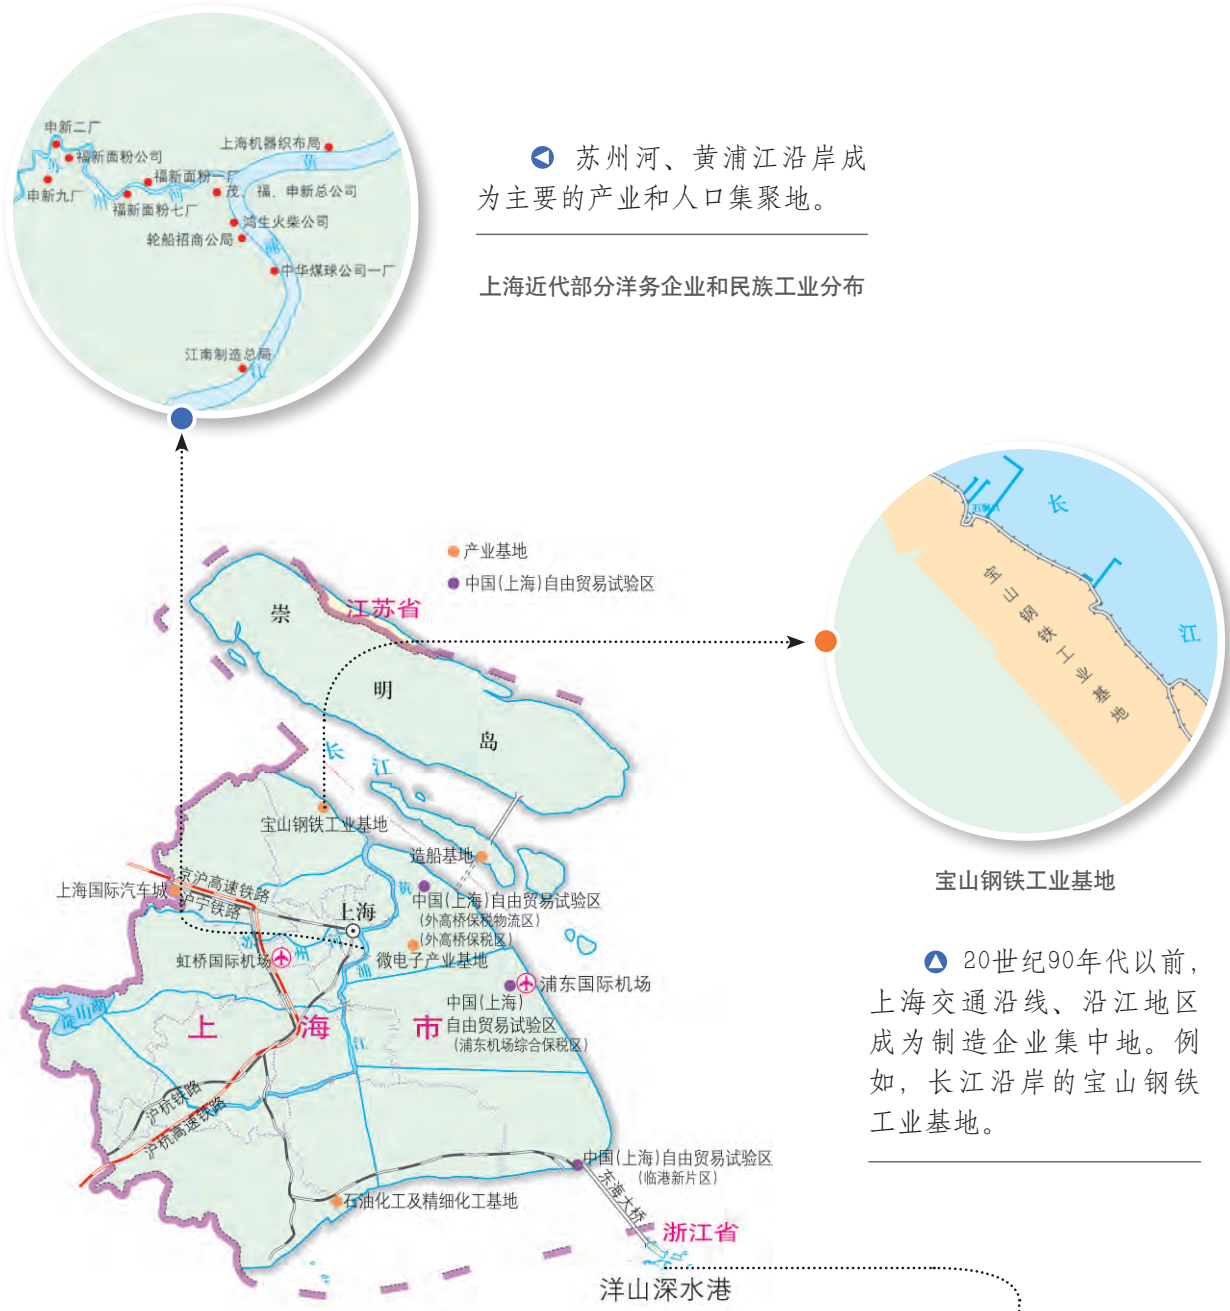 申新二厂
福新面粉公司
申新九厂
上海机器织布局
福新面粉一厂
茂、福、申新总公司
福新面粉七厂
鸿生火柴公司
轮船招商公局
中华煤球公司一厂
江南制造总局
苏
州
河
黄
浦
江
苏州河、黄浦江沿岸成
为主要的产业和人口集聚地。
上海近代部分洋务企业和民族工业分布
产业基地
中国(上海)自由贸易试验区
江苏省
崇
明
岛
长
江
宝山钢铁工业基地
造船基地
上海国际汽车城
京沪高速铁路
沪宁铁路
上海
黄
浦
江
苏
州
河
中国(上海)自由贸易试验区
(外高桥保税物流区)
(外高桥保税区)
微电子产业基地
虹桥国际机场
浦东国际机场
中国(上海)
自由贸易试验区
(浦东机场综合保税区)
淀山湖
上 海 市
沪杭铁路
沪杭高速铁路
石油化工及精细化工基地
中国(上海)自由贸易试验区
(临港新片区)
东海大桥
浙江省
洋山深水港
长
江
宝山钢铁工业基地
宝山钢铁工业基地
20世纪90年代以前,
上海交通沿线、沿江地区
成为制造企业集中地。例
如,长江沿岸的宝山钢铁
工业基地。